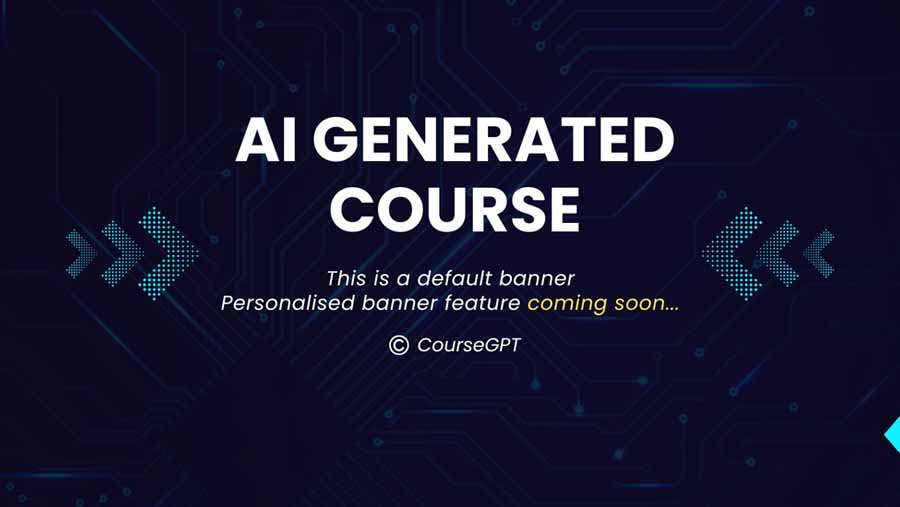 AI GENERATED
COURSE
This is a default banner
Personalised banner feature coming soon...
© CourseGPT